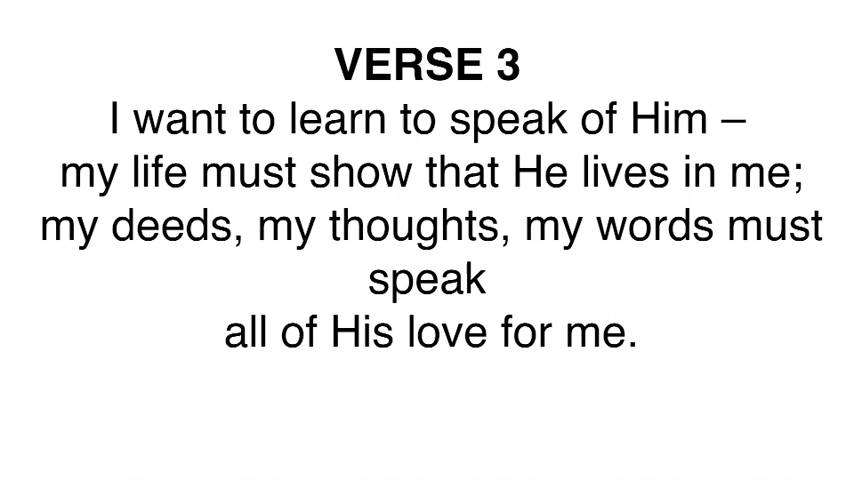 VERSE 3
I want to learn to speak of Him –
my life must show that He lives in me;
my deeds, my thoughts, my words must
speak
all of His love for me.